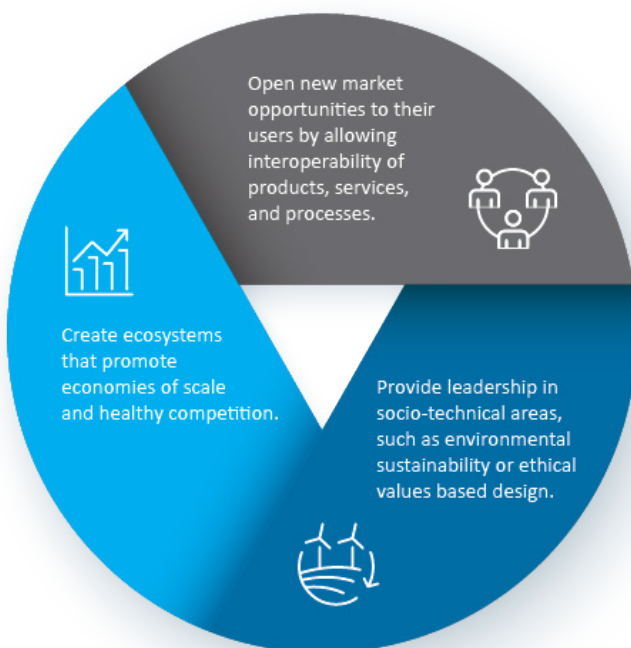 Open new market
opportunities to their
users by allowing
interoperability of
products, services,
and processes.
Create ecosystems
that promote
economies of scale
and healthy competition.
Provide leadership in
socio-technical areas,
such as environmental
sustainability or ethical
values based design.